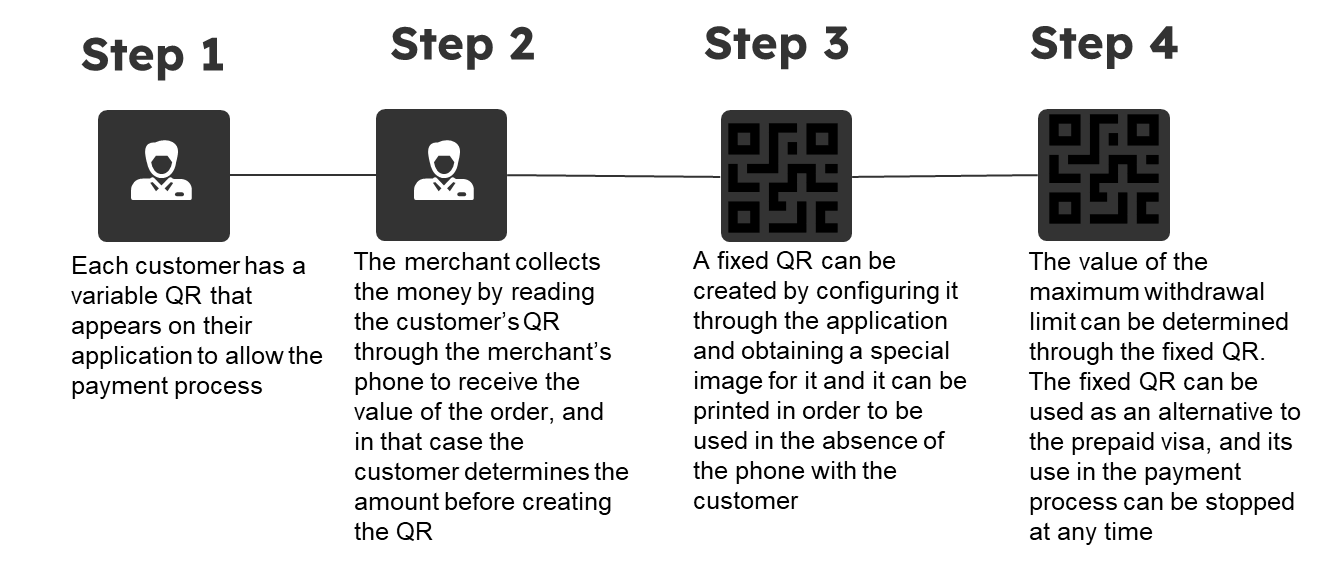 Step 1
Each customer has a
variable QR that
appears on their
application to allow the
payment process
Step 2
The merchant collects
the money by reading
the customer's QR
through the merchant's
phone to receive the
value of the order, and
in that case the
customer determines the
amount before creating
the QR
Step 3
A fixed QR can be
created by configuring it
through the application
and obtaining a special
image for it and it can be
printed in order to be
used in the absence of
the phone with the
customer
Step 4
The value of the
maximum withdrawal
limit can be determined
through the fixed QR.
The fixed QR can be
used as an alternative to
the prepaid visa, and its
use in the payment
process can be stopped
at any time